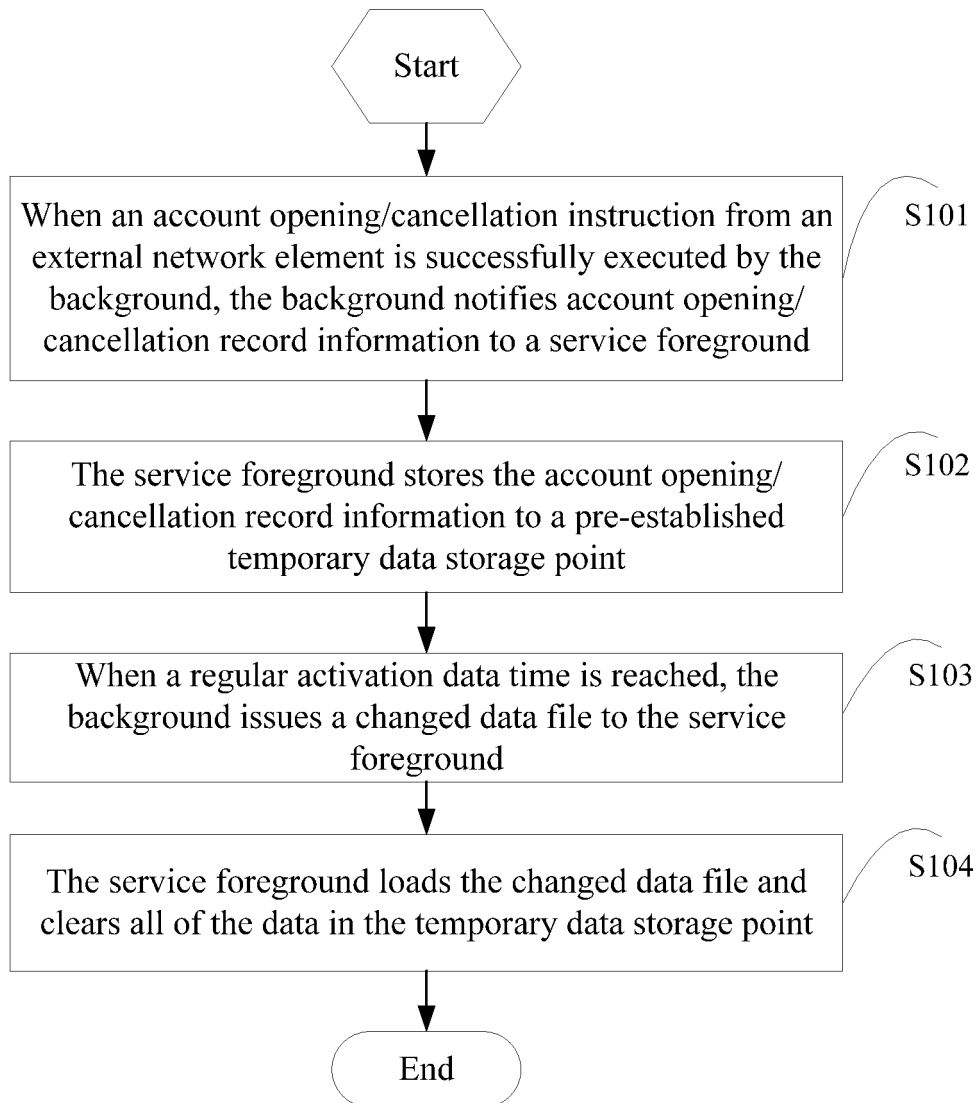 Start
When an account opening/cancellation instruction from an
external network element is successfully executed by the
background, the background notifies account opening/
cancellation record information to a service foreground
S101
The service foreground stores the account opening/
cancellation record information to a pre-established
temporary data storage point
S102
When a regular activation data time is reached, the
background issues a changed data file to the service
foreground
S103
The service foreground loads the changed data file and
clears all of the data in the temporary data storage point
S104
End